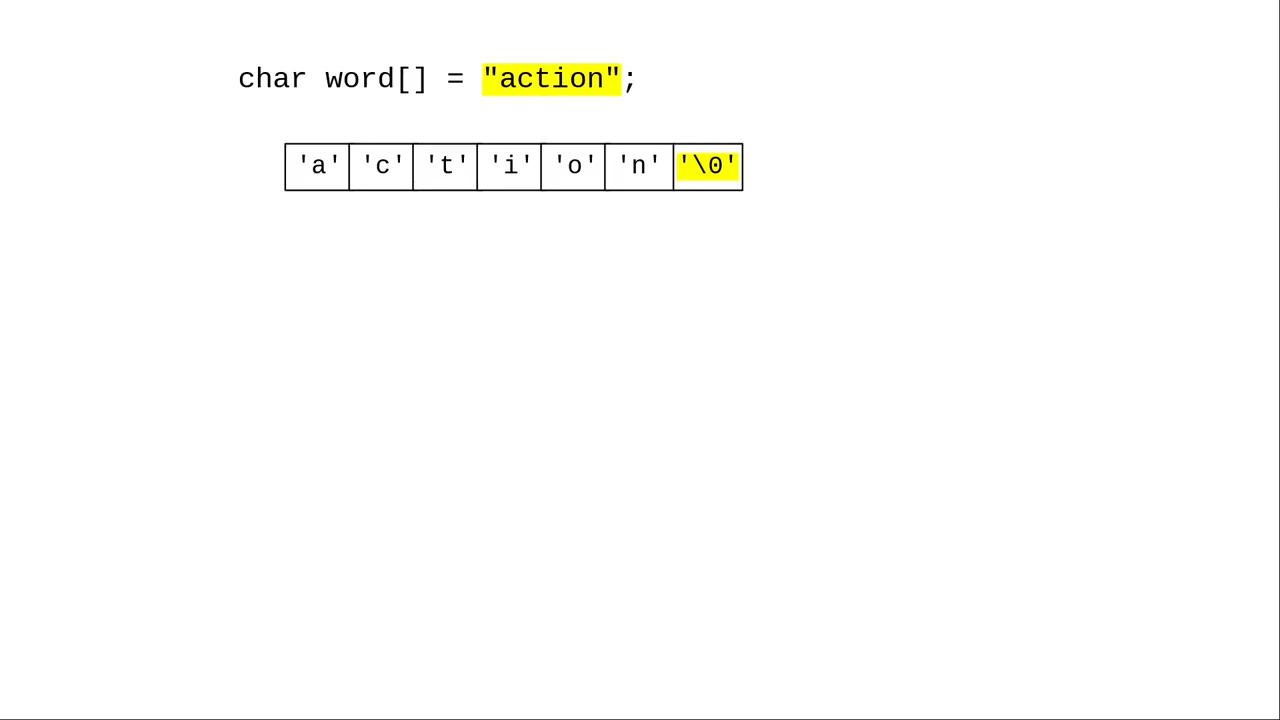 char word[] = "action";
'a' 'c' 't' 'i' 'o' 'n' '\0'